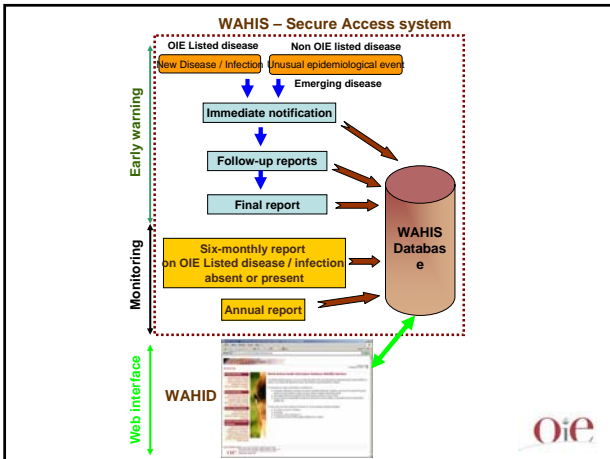 WAHIS – Secure Access system
OIE Listed disease
Non OIE listed disease
New Disease / Infection
Unusual epidemiological event
Emerging disease
Early warning
Immediate notification
Follow-up reports
Final report
WAHIS
Databas
e
Monitoring
Six-monthly report
on OIE Listed disease / infection
absent or present
Annual report
Web interface
WAHID
Oie